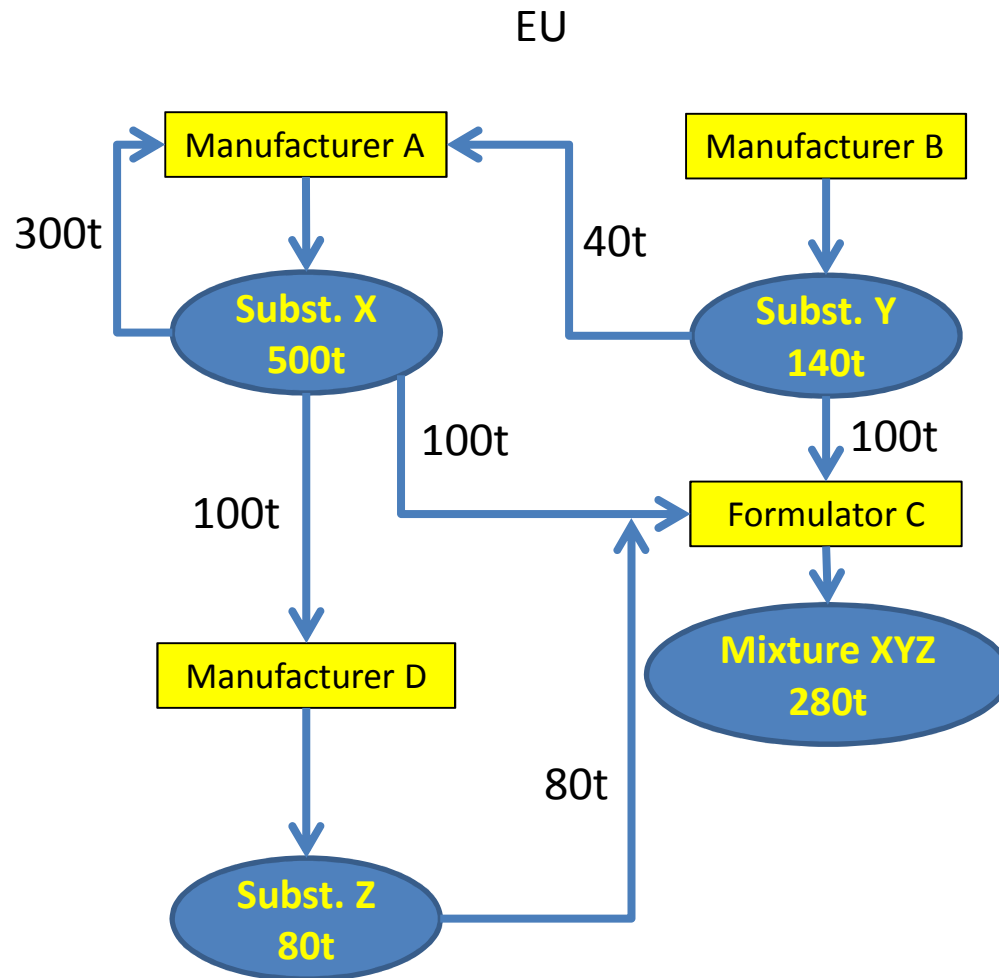 EU
Manufacturer A
Manufacturer B
300t
40t
Subst. X
500t
Subst. Y
140t
100t
100t
100t
Formulator C
Manufacturer D
Mixture XYZ
280t
80t
Subst. Z
80t